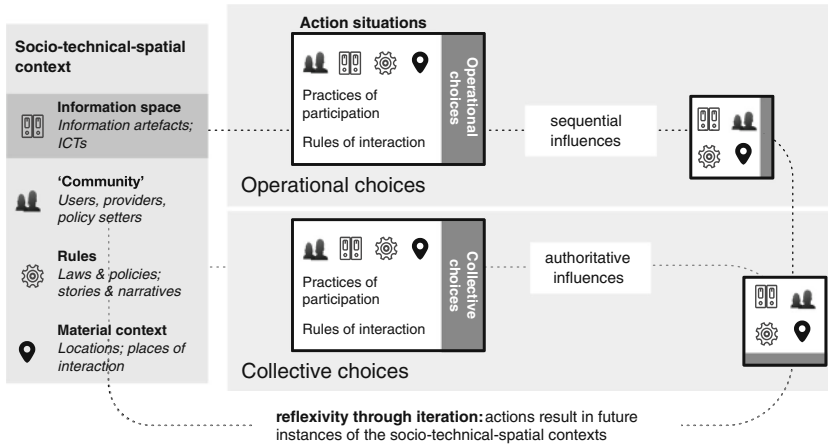 Socio-technical-spatial
context
Information space
Information artefacts;
ICTs
‘Community’
Users, providers,
policy setters
Rules
Laws & policies;
stories & narratives
Material context
Locations; places of
interaction
Action situations
Practices of
participation
Rules of interaction
Operational
choices
Operational choices
sequential
influences
Practices of
participation
Rules of interaction
Collective
choices
Collective choices
authoritative
influences
reflexivity through iteration: actions result in future
instances of the socio-technical-spatial contexts